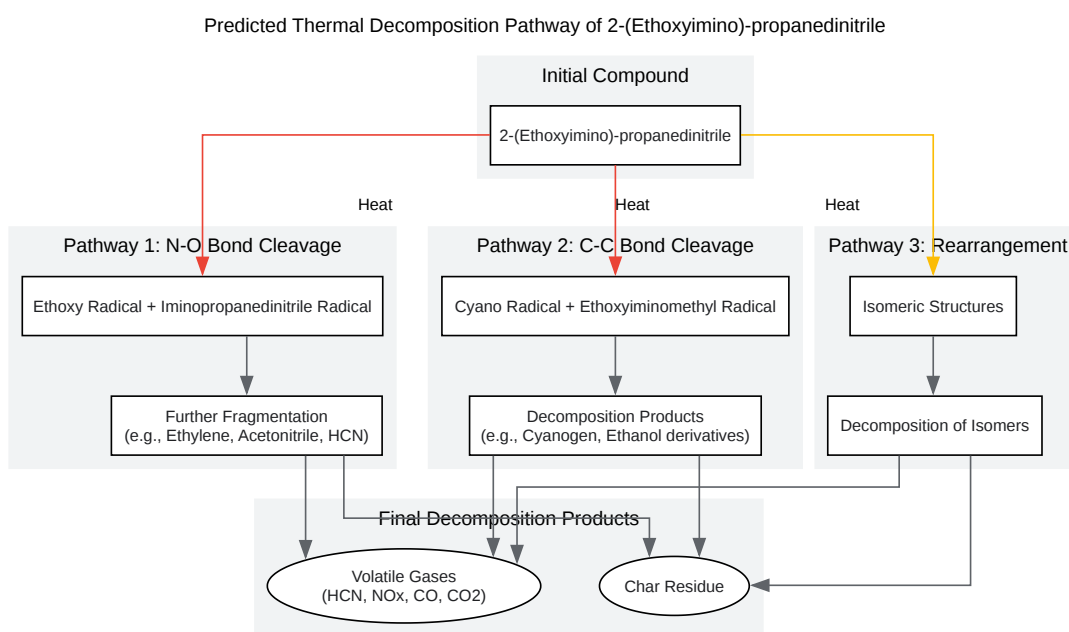 Predicted Thermal Decomposition Pathway of 2-(Ethoxyimino)-propanedinitrile
Initial Compound
2-(Ethoxyimino)-propanedinitrile
Heat
Heat
Heat
Pathway 1: N-O Bond Cleavage
Pathway 2: C-C Bond Cleavage
Pathway 3: Rearrangement
Ethoxy Radical + Iminopropanedinitrile Radical
Cyano Radical + Ethoxyiminomethyl Radical
Isomeric Structures
Further Fragmentation
(e.g., Ethylene, Acetonitrile, HCN)
Decomposition Products
(e.g., Cyanogen, Ethanol derivatives)
Decomposition of Isomers
Final Decomposition Products
Volatile Gases
(HCN, NOx, CO, CO2)
Char Residue